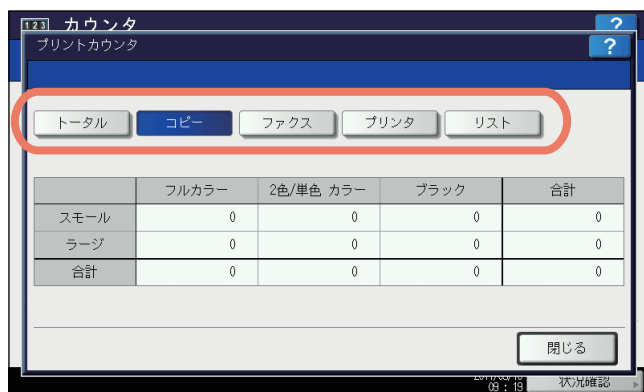 123 カウンタ ?
プリントカウンタ ?
トータル コピー ファクス プリンタ リスト
フルカラー 2色/単色 カラー ブラック 合計
スモール 0 0 0 0
ラージ 0 0 0 0
合計 0 0 0 0
閉じる
09 : 19 状況確認